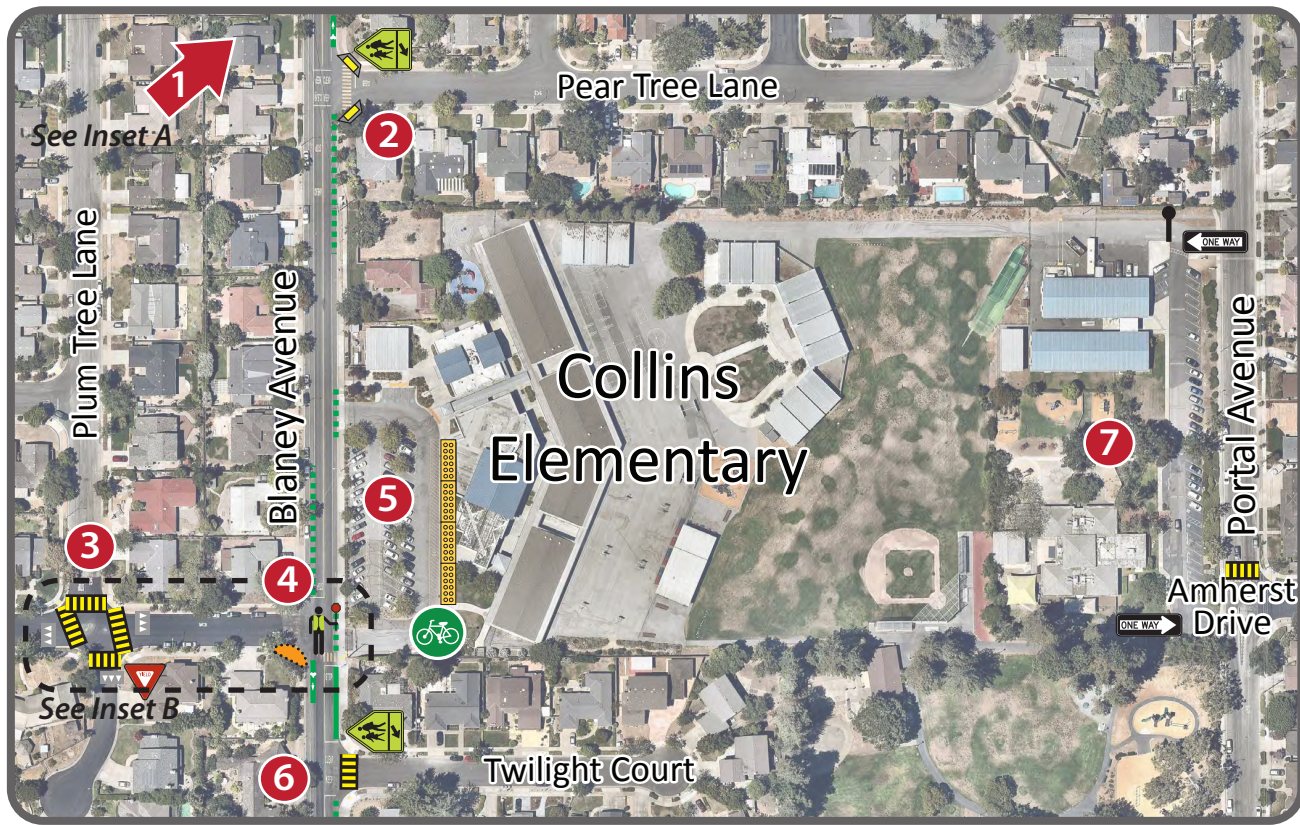 1
See Inset A
Pear Tree Lane
2
Plum Tree Lane
Blaney Avenue
ONE WAY
Collins
Elementary
Portal Avenue
7
5
3
4
Amherst
Drive
ONE WAY
See Inset B
6
Twilight Court